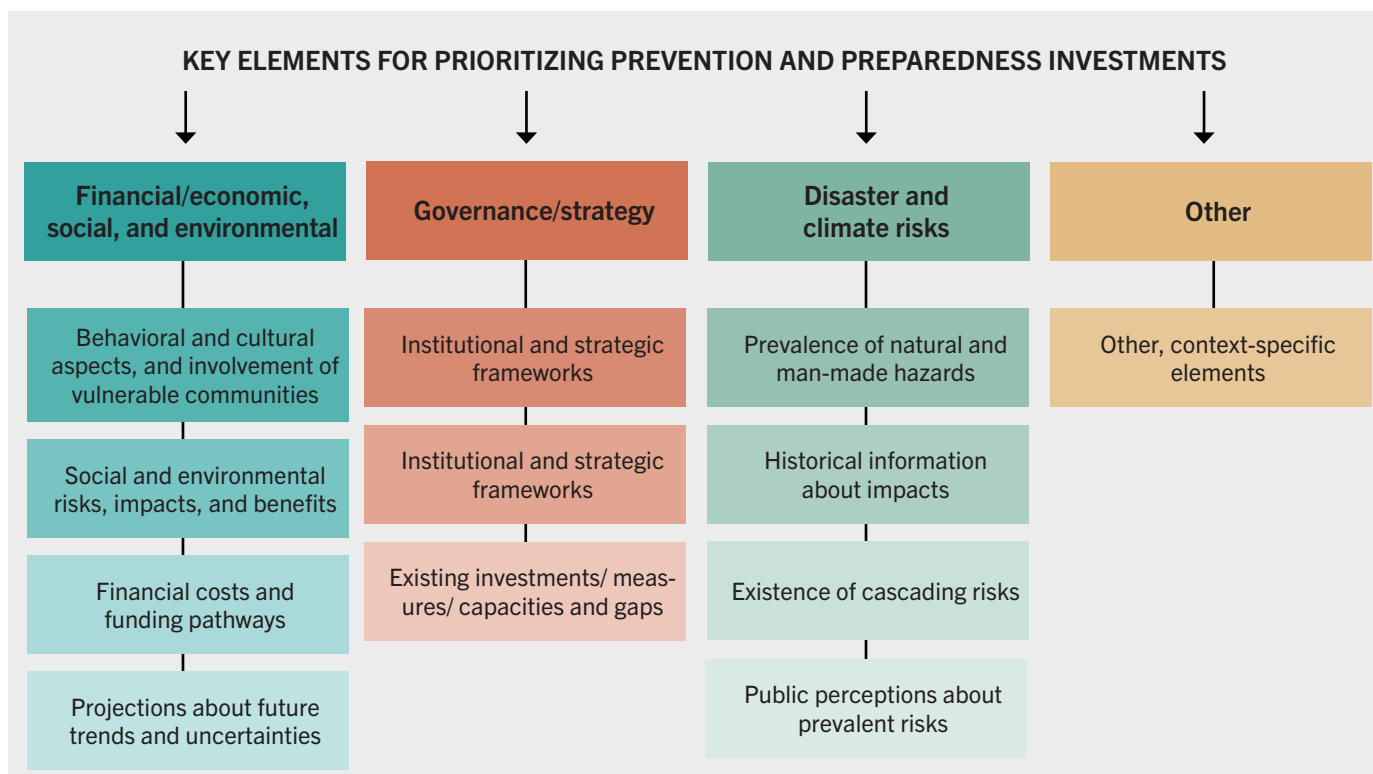 KEY ELEMENTS FOR PRIORITIZING PREVENTION AND PREPAREDNESS INVESTMENTS
Financial/economic,
social, and environmental
Behavioral and cultural
aspects, and involvement of
vulnerable communities
Social and environmental
risks, impacts, and benefits
Financial costs and
funding pathways
Projections about future
trends and uncertainties
Governance/strategy
Institutional and strategic
frameworks
Institutional and strategic
frameworks
Existing investments/ meas-
ures/ capacities and gaps
Disaster and
climate risks
Prevalence of natural and
man-made hazards
Historical information
about impacts
Existence of cascading risks
Public perceptions about
prevalent risks
Other
Other, context-specific
elements